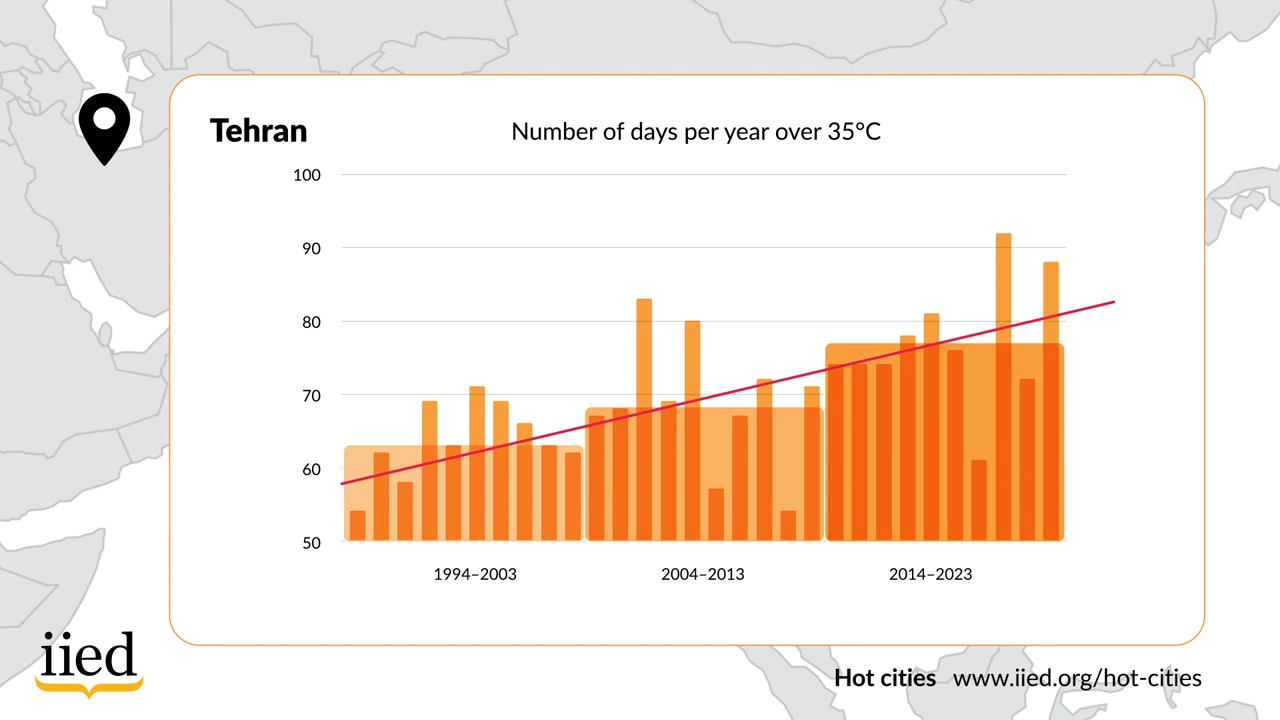 Tehran
Number of days per year over 35°C
100
90
80
70
60
50
1994–2003
2004–2013
2014–2023
iied
Hot cities www.iied.org/hot-cities